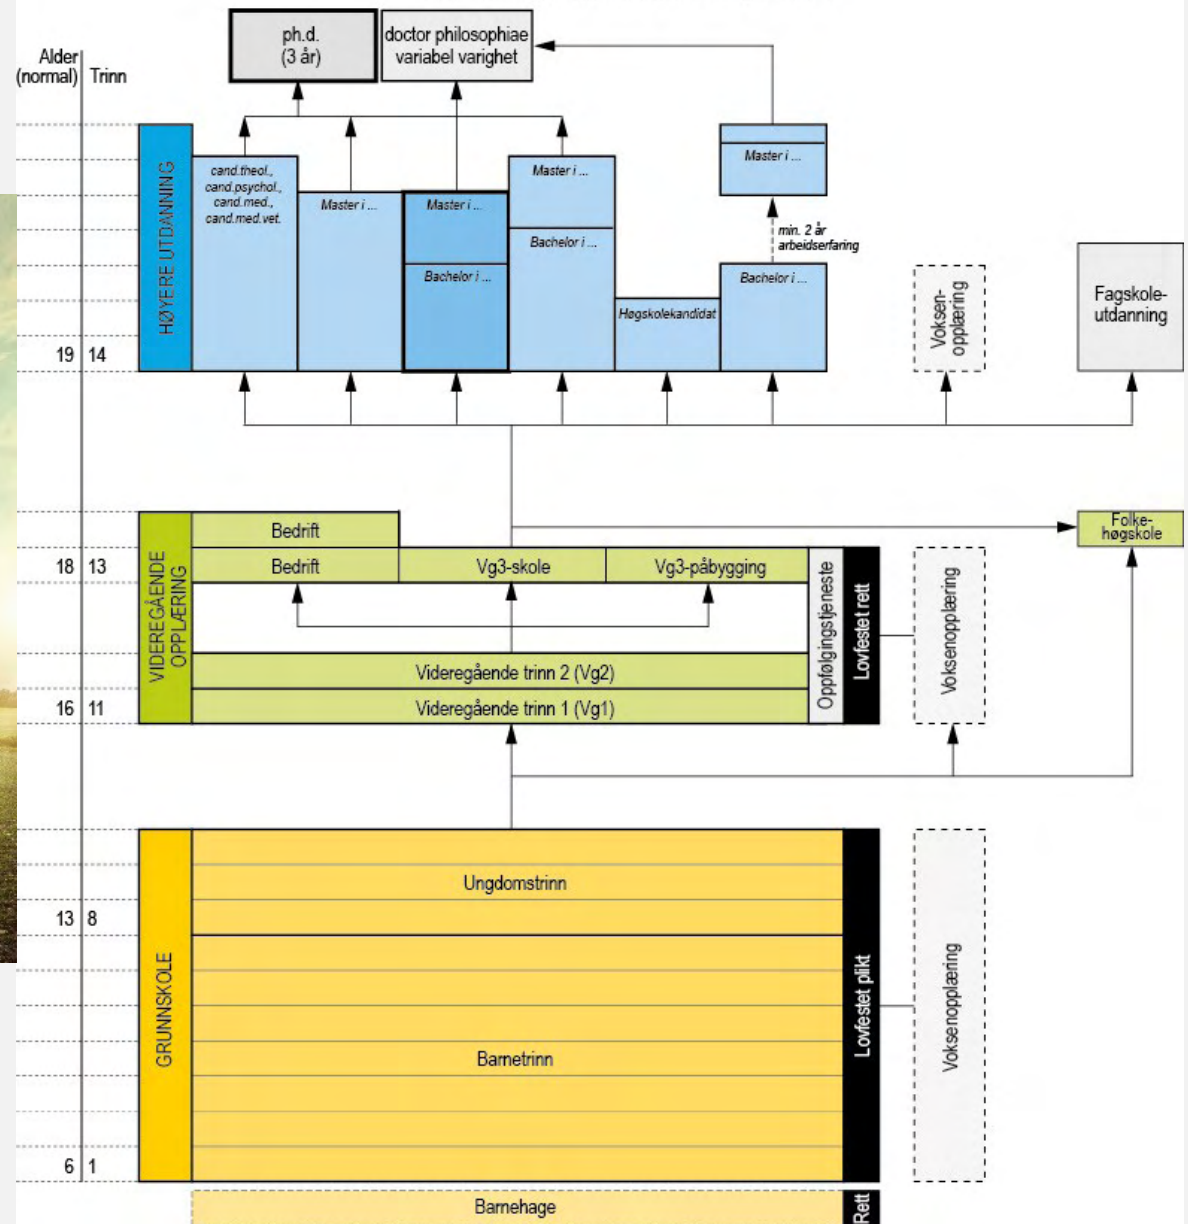 ph.d.
(3 år)
doctor philosophiae
variabel varighet
Alder
(normal)
Trinn
HØYERE UTDANNING
cand.theol.,
cand.psychol.,
cand.med.,
cand.med.vet.
Master i ...
Master i ...
Bachelor i ...
Master i ...
Bachelor i ...
Høgskolekandidat
Master i ...
min. 2 år
arbeidserfaring
Bachelor i ...
Voksen-
opplæring
Fagskole-
utdanning
19 14
VIDEREGÅENDE
OPPLÆRING
Bedrift
Folke-
høgskole
18 13
Bedrift
Vg3-skole
Vg3-påbygging
Oppfølgingstjeneste
Lovfestet rett
Voksenopplæring
Videregående trinn 2 (Vg2)
16 11
Videregående trinn 1 (Vg1)
GRUNNSKOLE
Ungdomstrinn
13 8
Lovfestet plikt
Voksenopplæring
Barnetrinn
6 1
Barnehage
Rett